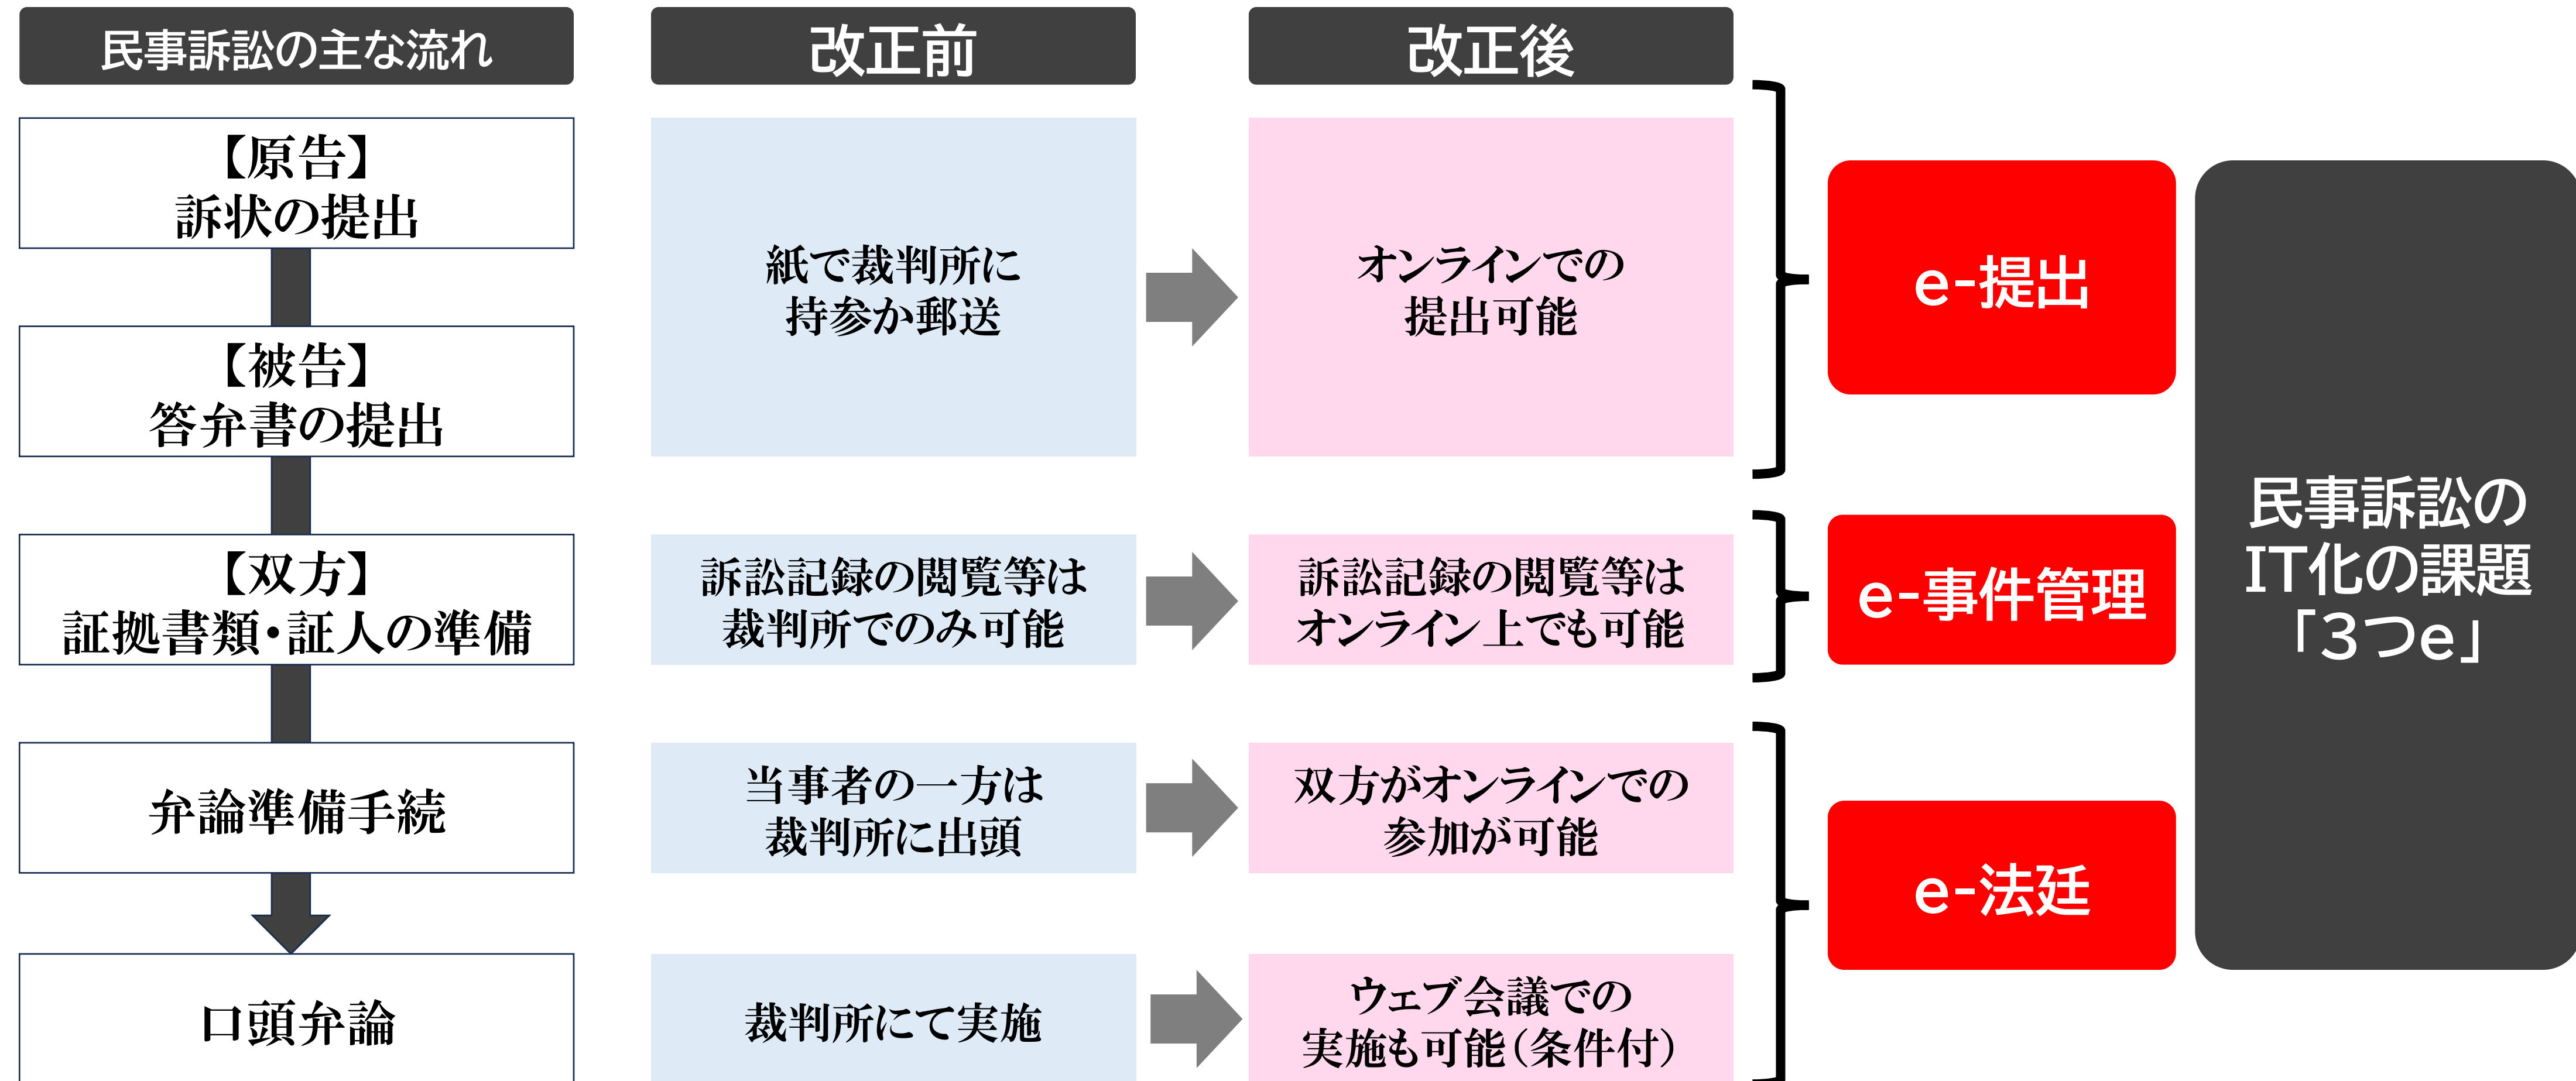 民事訴訟の主な流れ
改正前
改正後
【原告】
訴状の提出
【被告】
答弁書の提出
紙で裁判所に
持参か郵送
オンラインでの
提出可能
e-提出
【双方】
証拠書類・証人の準備
訴訟記録の閲覧等は
裁判所でのみ可能
訴訟記録の閲覧等は
オンライン上でも可能
e-事件管理
弁論準備手続
当事者の一方は
裁判所に出頭
双方がオンラインでの
参加が可能
口頭弁論
裁判所にて実施
ウェブ会議での
実施も可能（条件付）
e-法廷
民事訴訟の
IT化の課題
「３つe」